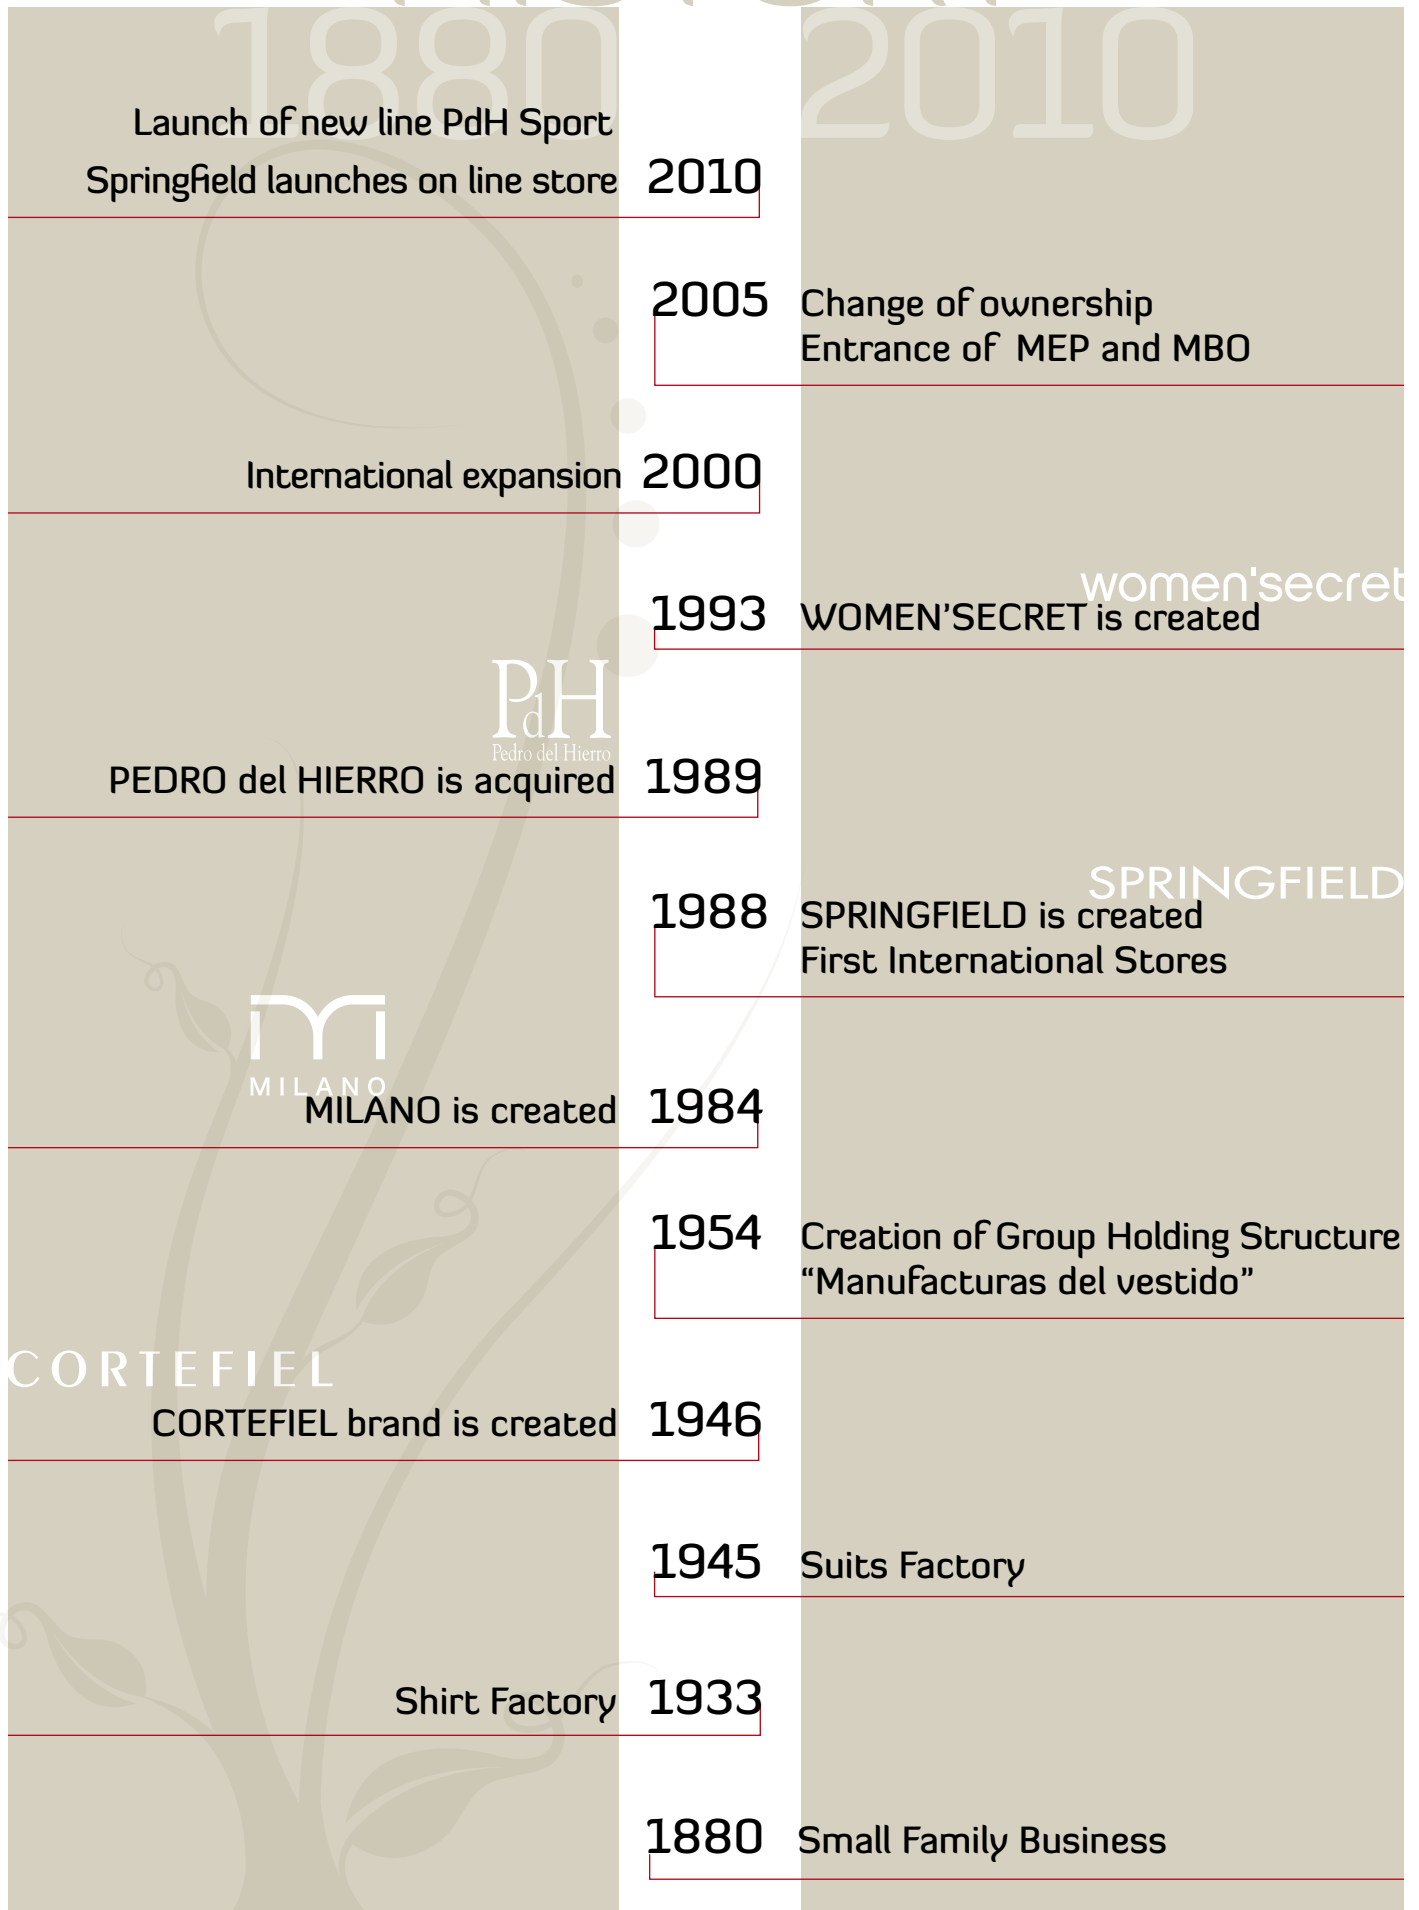 1880 2010
Launch of new line PdH Sport
Springfield launches on line store 2010
2005 Change of ownership
Entrance of MEP and MBO
International expansion 2000
women'secret
1993 WOMEN’SECRET is created
PdH
Pedro del Hierro
PEDRO del HIERRO is acquired 1989
SPRINGFIELD
1988 SPRINGFIELD is created
First International Stores
MILANO
MILANO is created 1984
1954 Creation of Group Holding Structure
“Manufacturas del vestido”
CORTEFIEL
CORTEFIEL brand is created 1946
1945 Suits Factory
Shirt Factory 1933
1880 Small Family Business